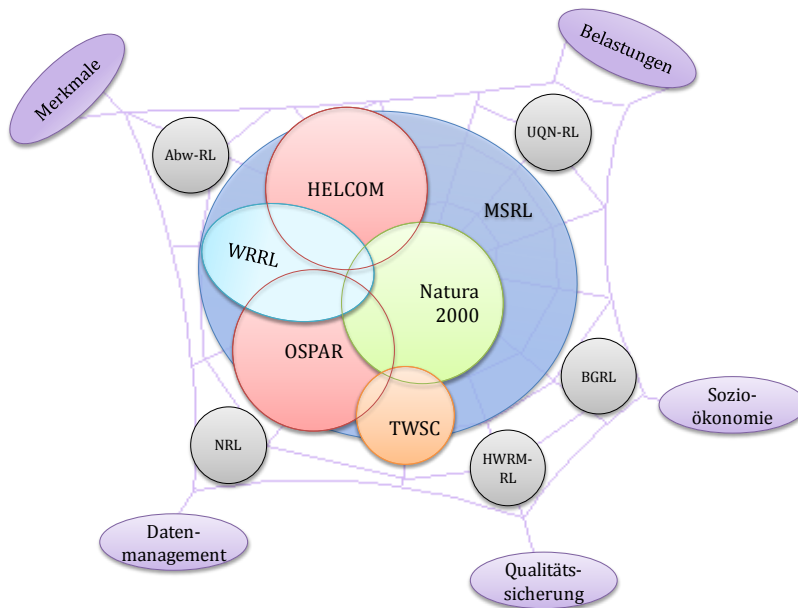 Merkmale
Belastungen
Abw-RL
UQN-RL
HELCOM
MSRL
WRRL
Natura
2000
OSPAR
BGRL
Sozio-
ökonomie
TWSC
NRL
HWRM-
RL
Daten-
management
Qualitäts-
sicherung